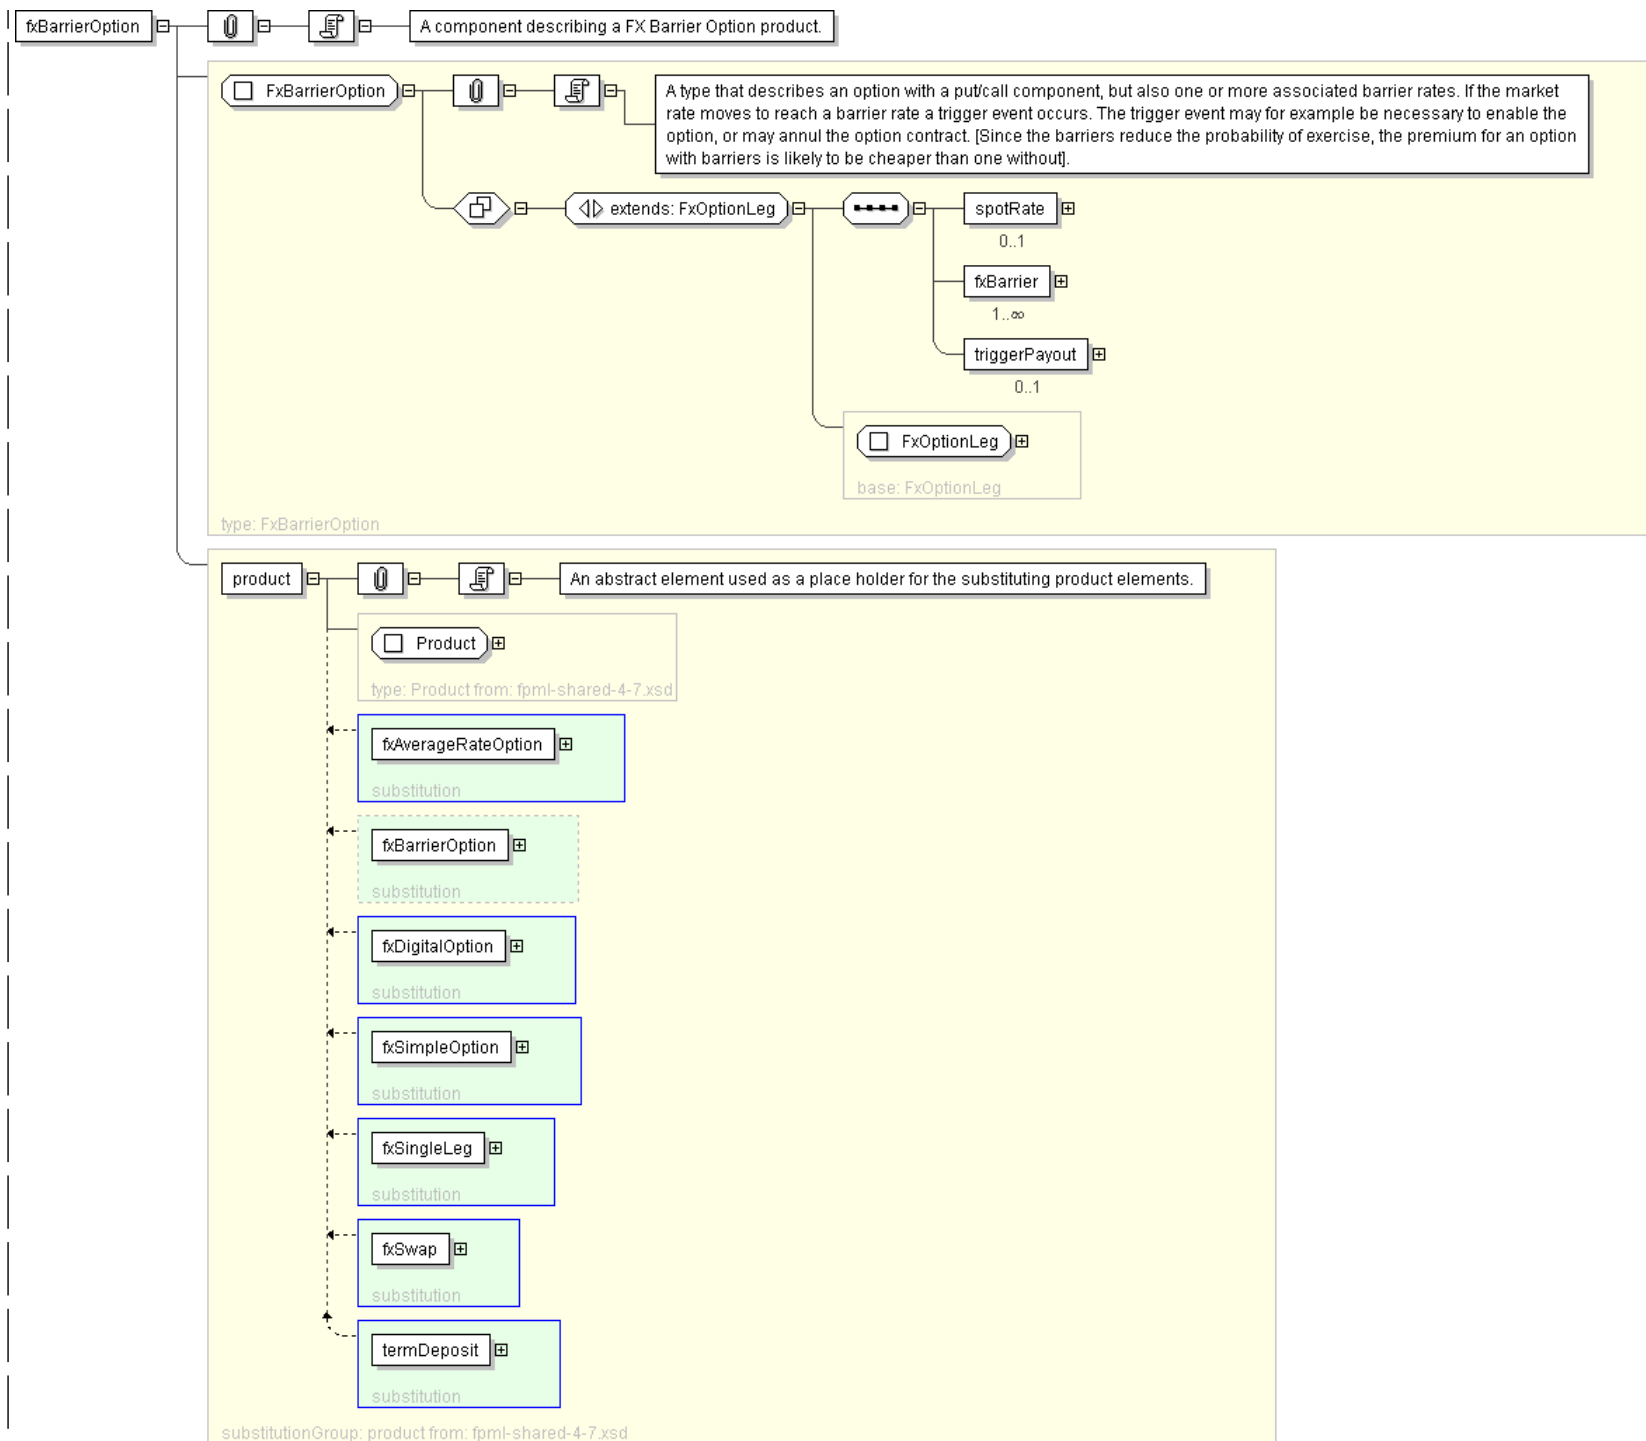 fxBarrierOption
A component describing a FX Barrier Option product.
FxBarrierOption
A type that describes an option with a put/call component, but also one or more associated barrier rates. If the market
rate moves to reach a barrier rate a trigger event occurs. The trigger event may for example be necessary to enable the
option, or may annul the option contract. [Since the barriers reduce the probability of exercise, the premium for an option
with barriers is likely to be cheaper than one without].
extends: FxOptionLeg
spotRate
0..1
fxBarrier
1..∞
triggerPayout
0..1
FxOptionLeg
base: FxOptionLeg
type: FxBarrierOption
product
An abstract element used as a place holder for the substituting product elements.
Product
type: Product from: fpml-shared-4-7.xsd
fxAverageRateOption
substitution
fxBarrierOption
substitution
fxDigitalOption
substitution
fxSimpleOption
substitution
fxSingleLeg
substitution
fxSwap
substitution
termDeposit
substitution
substitutionGroup: product from: fpml-shared-4-7.xsd